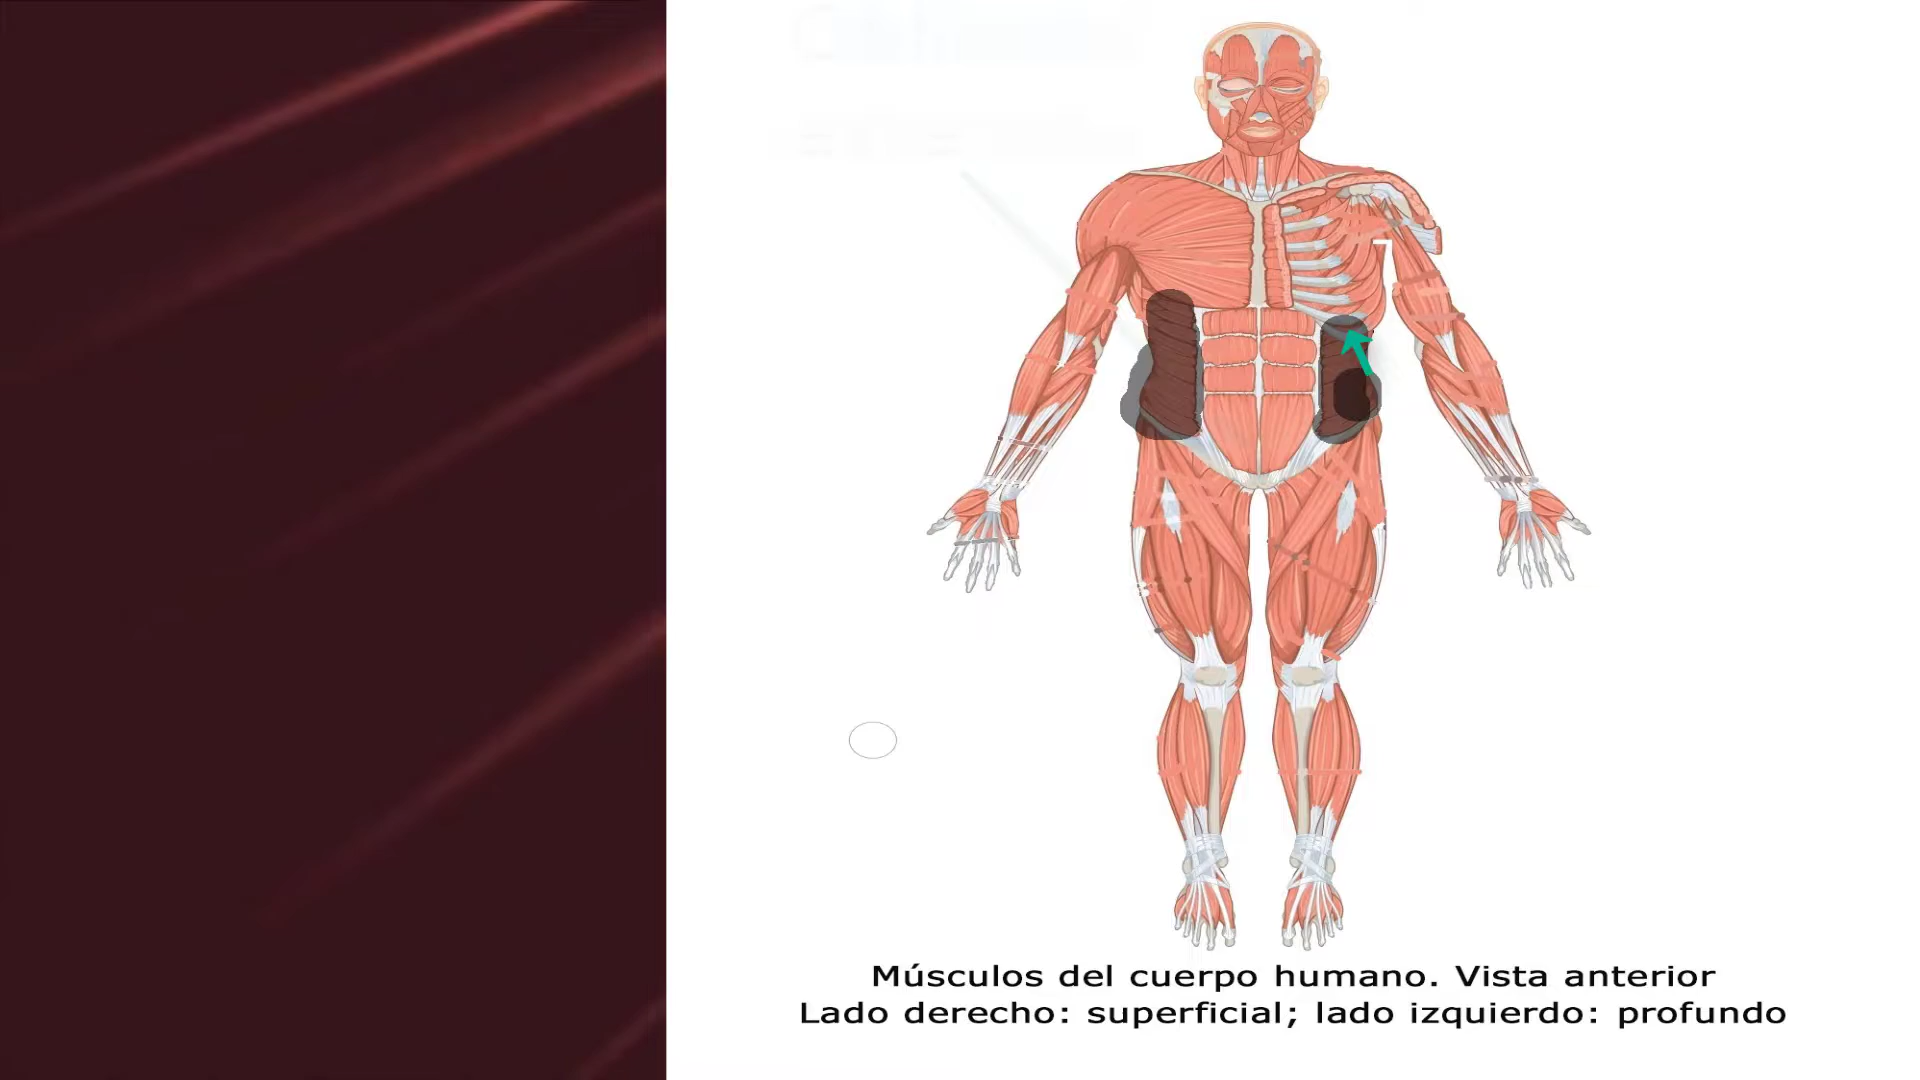 Músculos del cuerpo humano. Vista anterior
Lado derecho: superficial; lado izquierdo: profundo